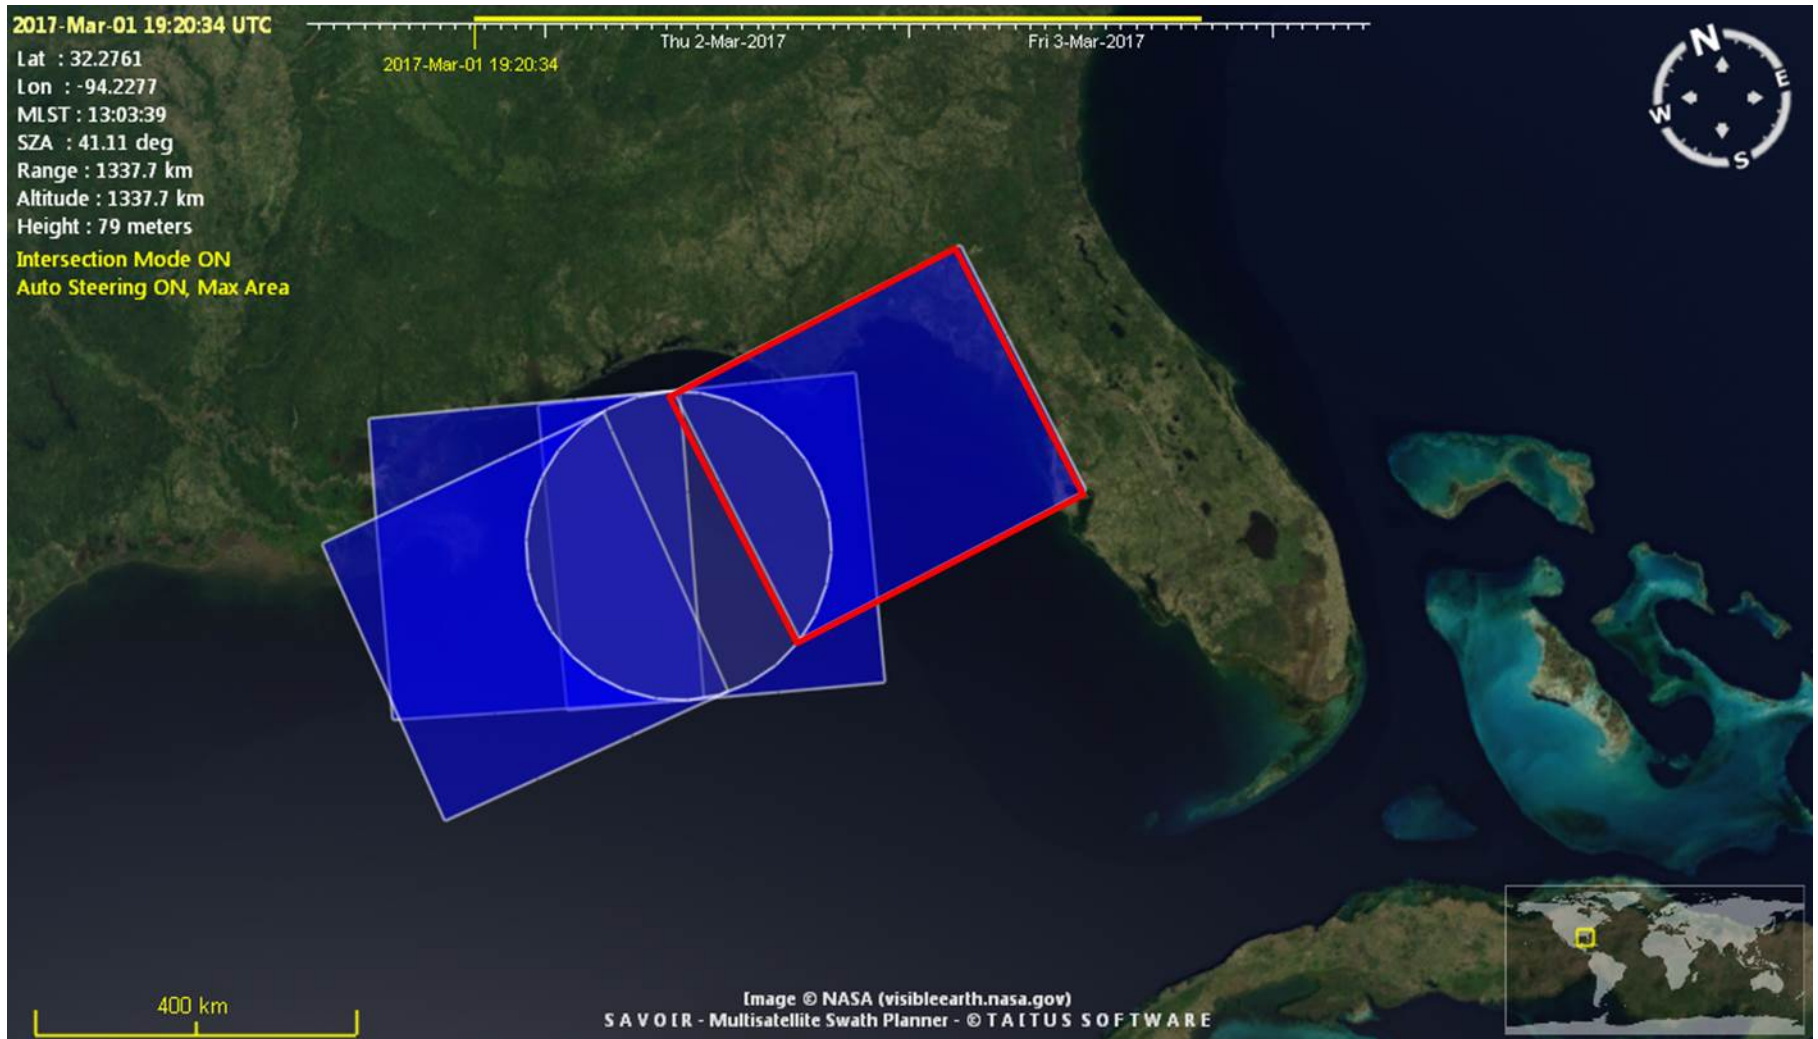 2017-Mar-01 19:20:34 UTC
Lat : 32.2761
Lon : -94.2277
MLST : 13:03:39
SZA : 41.11 deg
Range : 1337.7 km
Altitude : 1337.7 km
Height : 79 meters
Intersection Mode ON
Auto Steering ON, Max Area
Thu 2-Mar-2017
Fri 3-Mar-2017
2017-Mar-01 19:20:34
N
E
W
S
400 km
Image © NASA (visibleearth.nasa.gov)
SAVOIR - Multisatellite Swath Planner - © TAITUS SOFTWARE